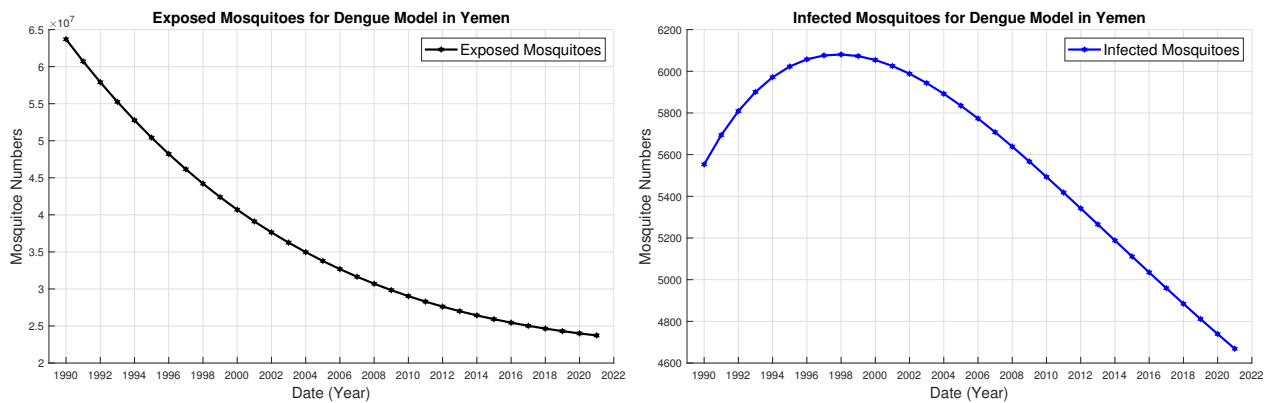 Exposed Mosquitoes for Dengue Model in Yemen
×10⁷
6.5
6
5.5
5
4.5
4
3.5
3
2.5
2
Mosquitoe Numbers
Exposed Mosquitoes
1990 1992 1994 1996 1998 2000 2002 2004 2006 2008 2010 2012 2014 2016 2018 2020 2022
Date (Year)
Infected Mosquitoes for Dengue Model in Yemen
6200
6000
5800
5600
5400
5200
5000
4800
4600
Mosquitoe Numbers
Infected Mosquitoes
1990 1992 1994 1996 1998 2000 2002 2004 2006 2008 2010 2012 2014 2016 2018 2020 2022
Date (Year)